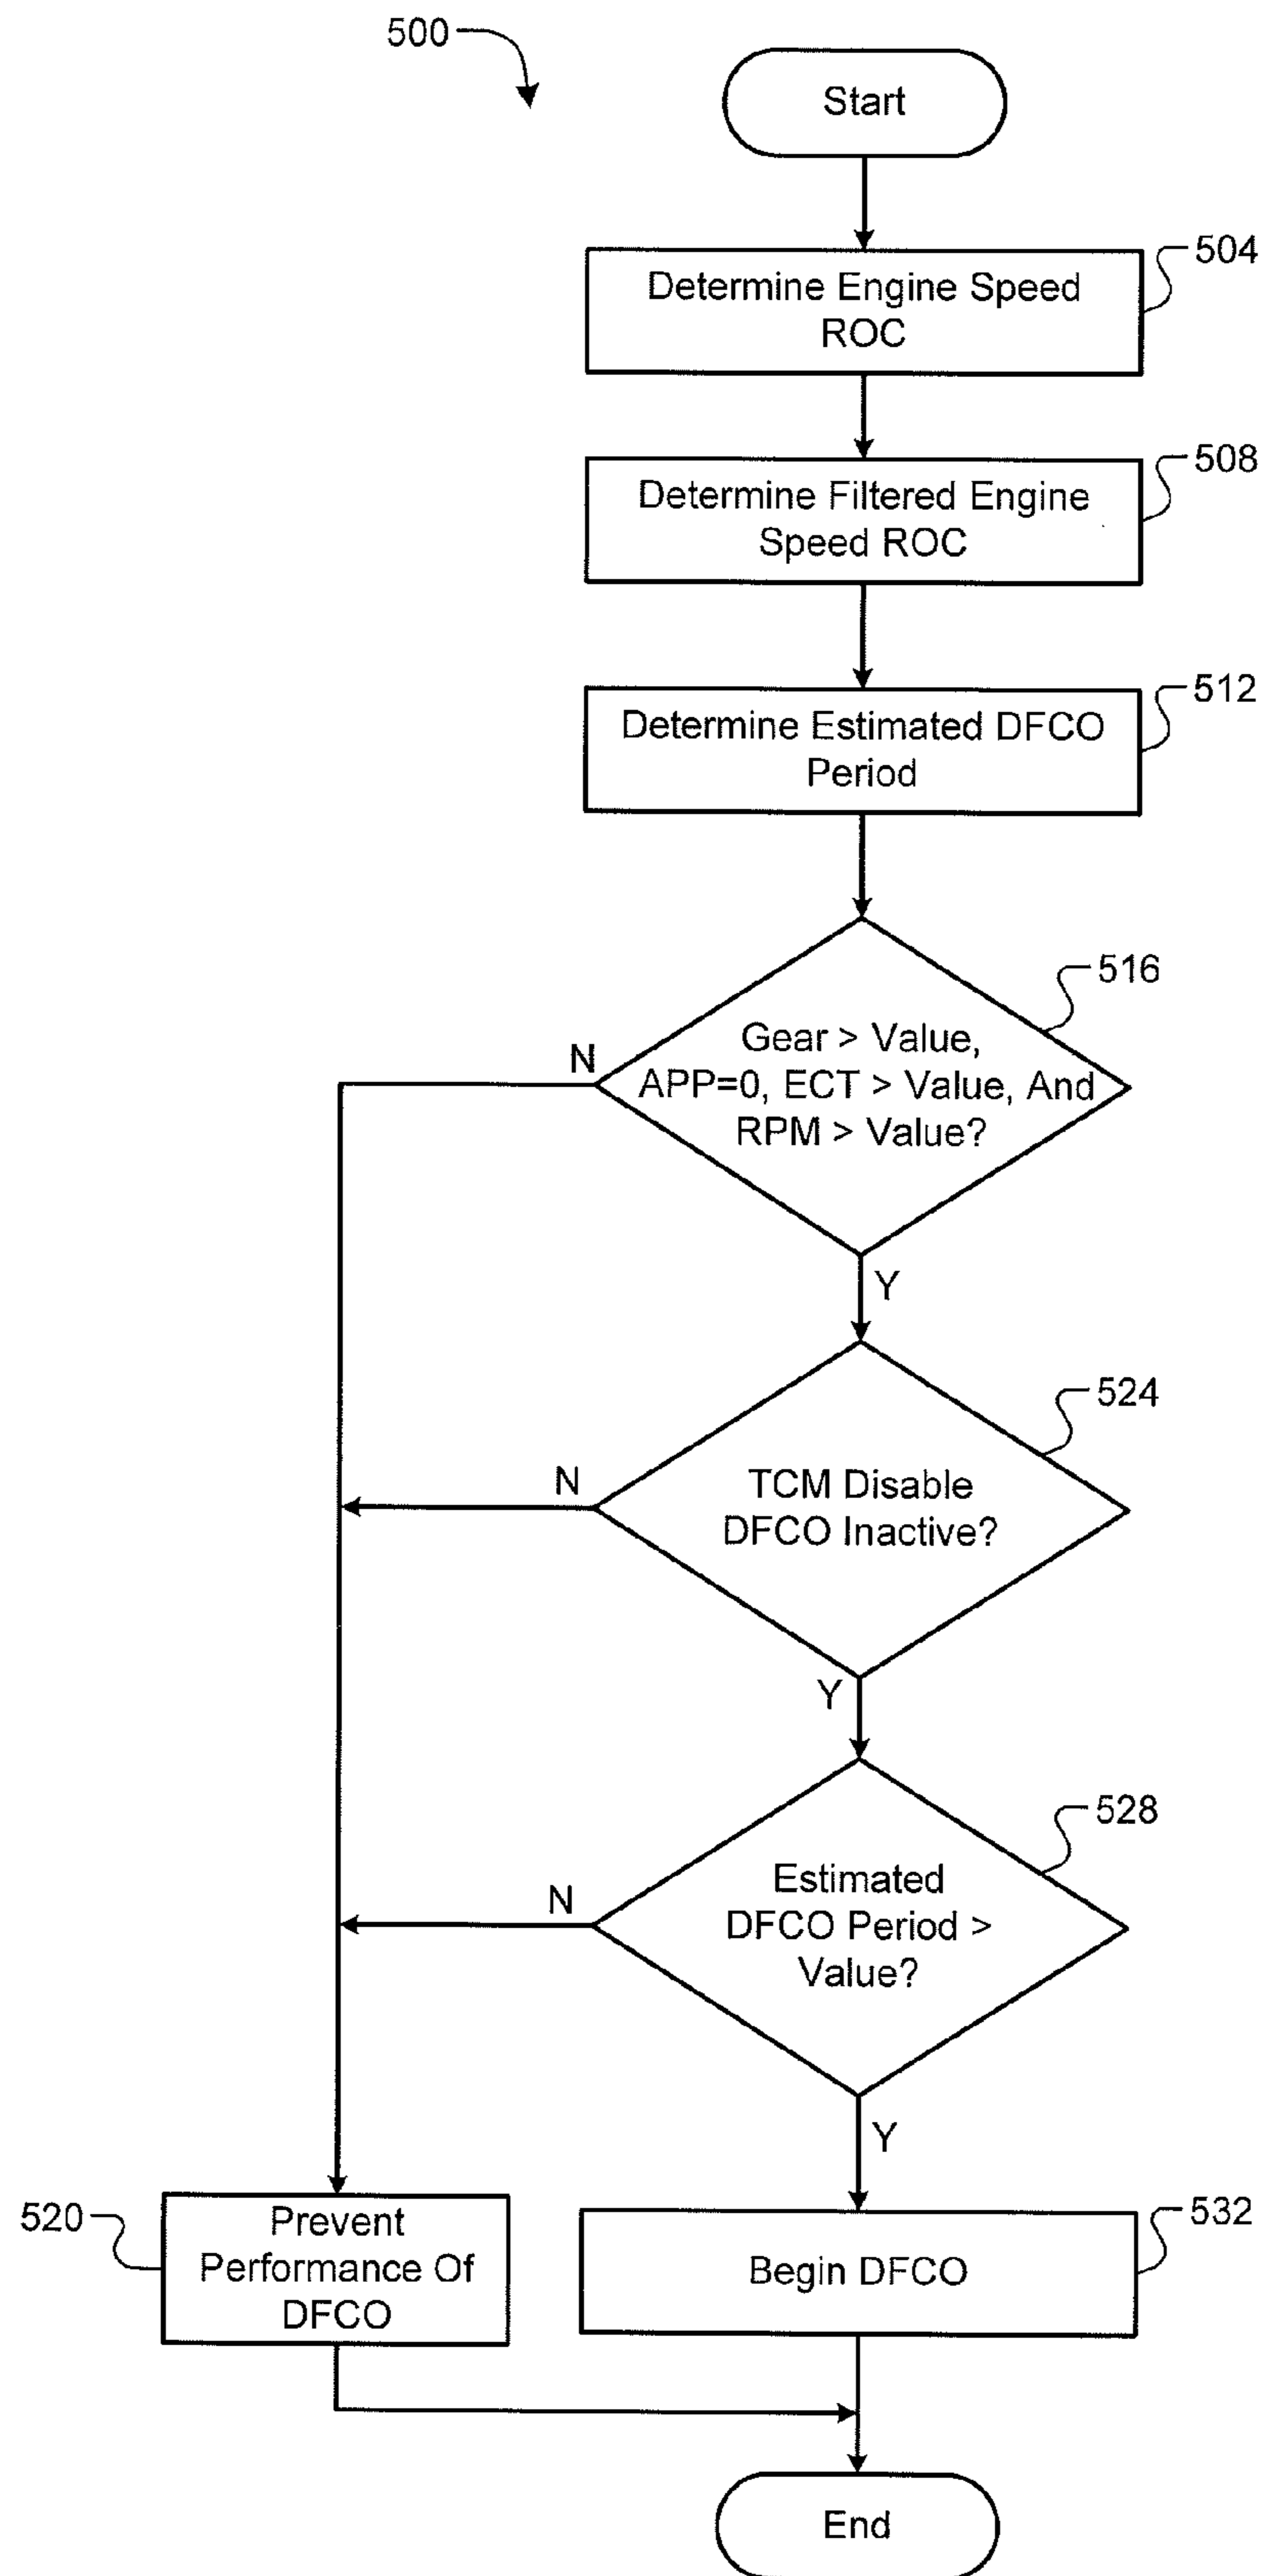 500
Start
504
Determine Engine Speed
ROC
508
Determine Filtered Engine
Speed ROC
512
Determine Estimated DFCO
Period
516
N
Gear > Value,
APP=0, ECT > Value, And
RPM > Value?
Y
524
N
TCM Disable
DFCO Inactive?
Y
528
N
Estimated
DFCO Period >
Value?
Y
520
Prevent
Performance Of
DFCO
532
Begin DFCO
End